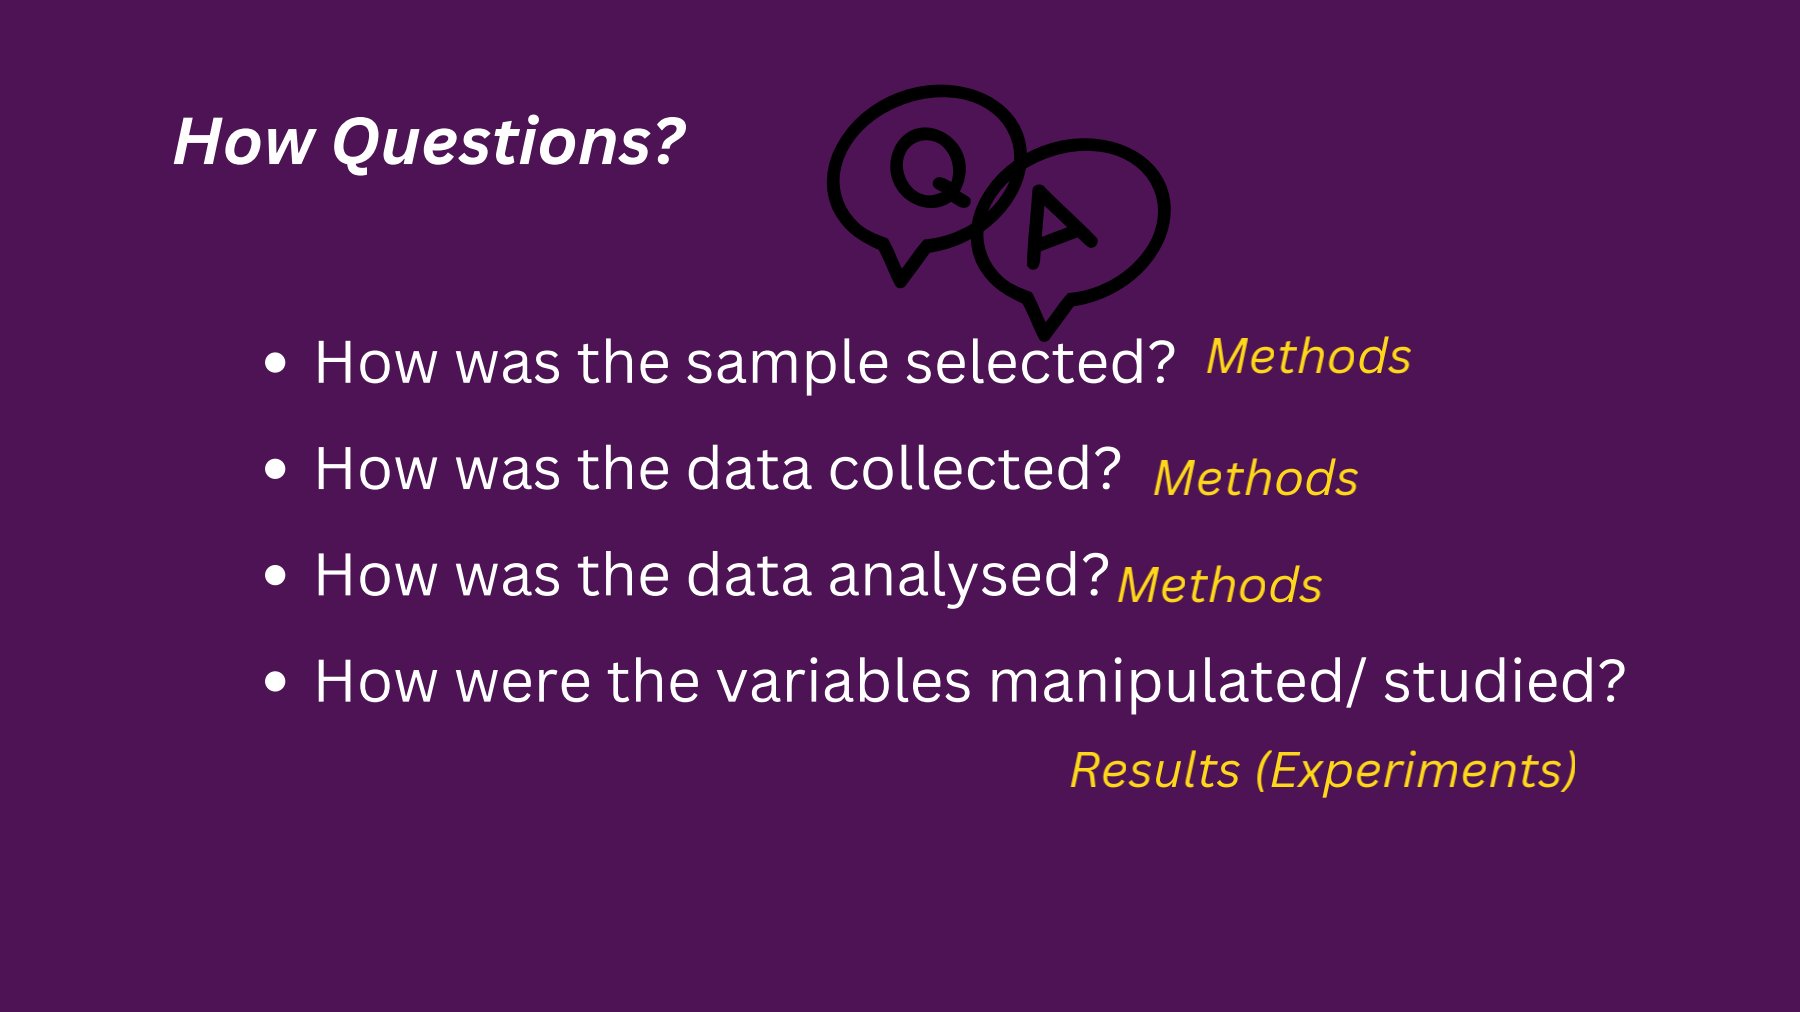 How Questions?
Q
A
• How was the sample selected? Methods
• How was the data collected? Methods
• How was the data analysed? Methods
• How were the variables manipulated/ studied?
Results (Experiments)